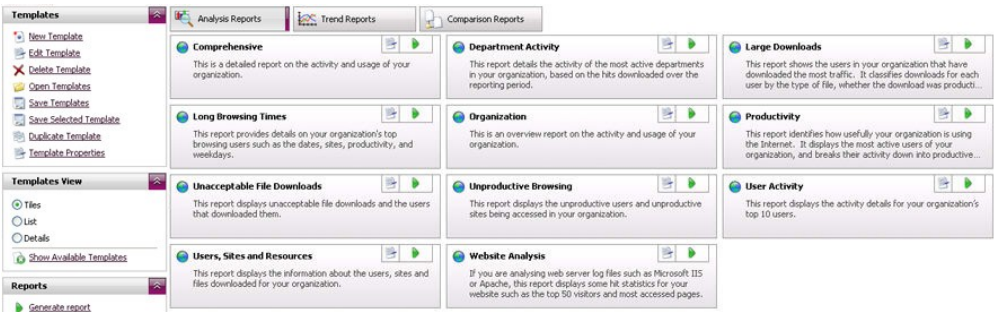 Templates
New Template
Edit Template
Delete Template
Open Templates
Save Templates
Save Selected Template
Duplicate Template
Template Properties
Templates View
Tiles
List
Details
Show Available Templates
Reports
Generate report
Analysis Reports
Trend Reports
Comparison Reports
Comprehensive
This is a detailed report on the activity and usage of your
organization.
Department Activity
This report details the activity of the most active departments
in your organization, based on the hits downloaded over the
reporting period.
Large Downloads
This report shows the users in your organization that have
downloaded the most traffic. It classifies downloads for each
user by the type of file, whether the download was producti...
Long Browsing Times
This report provides details on your organization's top
browsing users such as the dates, sites, productivity, and
weekdays.
Organization
This is an overview report on the activity and usage of your
organization.
Productivity
This report identifies how usefully your organization is using
the Internet. It displays the most active users of your
organization, and breaks their activity down into productive...
Unacceptable File Downloads
This report displays unacceptable file downloads and the users
that downloaded them.
Unproductive Browsing
This report displays the unproductive users and unproductive
sites being accessed in your organization.
User Activity
This report displays the activity details for your organization's
top 10 users.
Users, Sites and Resources
This report displays the information about the users, sites and
files downloaded for your organization.
Website Analysis
If you are analysing web server log files such as Microsoft IIS
or Apache, this report displays some hit statistics for your
website such as the top 50 visitors and most accessed pages.